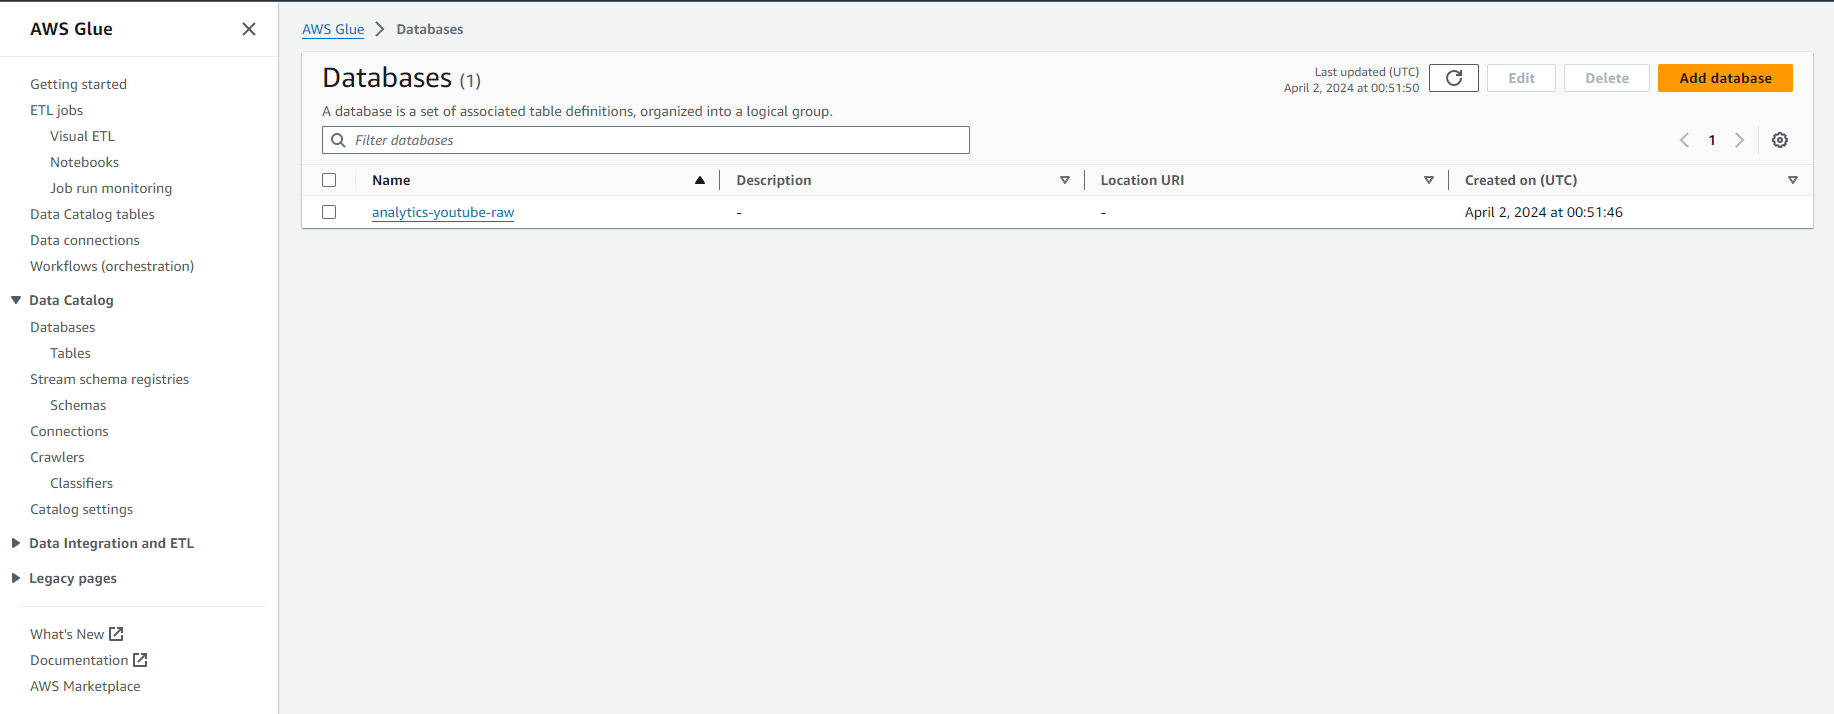 AWS Glue
Getting started
ETL jobs
Visual ETL
Notebooks
Job run monitoring
Data Catalog tables
Data connections
Workflows (orchestration)
Data Catalog
Databases
Tables
Stream schema registries
Schemas
Connections
Crawlers
Classifiers
Catalog settings
Data Integration and ETL
Legacy pages
What's New
Documentation
AWS Marketplace
AWS Glue Databases
Databases (1)
Last updated (UTC)
April 2, 2024 at 00:51:50
Edit Delete Add database
A database is a set of associated table definitions, organized into a logical group.
Filter databases
1
Name Description Location URI Created on (UTC)
analytics-youtube-raw - - April 2, 2024 at 00:51:46